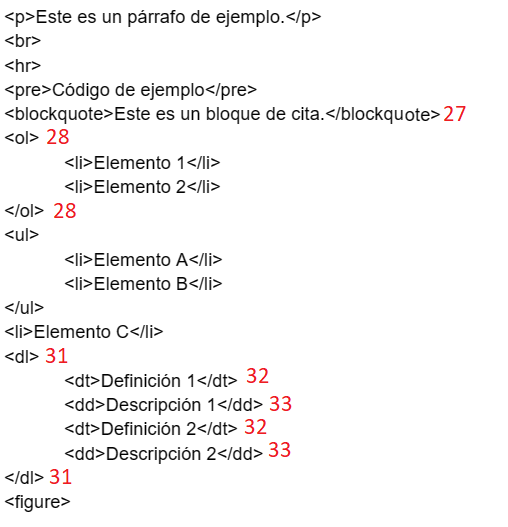 <p>Este es un párrafo de ejemplo.</p>
<br>
<hr>
<pre>Código de ejemplo</pre>
<blockquote>Este es un bloque de cita.</blockquote> 27
<ol> 28
<li>Elemento 1</li>
<li>Elemento 2</li>
</ol> 28
<ul>
<li>Elemento A</li>
<li>Elemento B</li>
</ul>
<li>Elemento C</li>
<dl> 31
<dt>Definición 1</dt> 32
<dd>Descripción 1</dd> 33
<dt>Definición 2</dt> 32
<dd>Descripción 2</dd> 33
</dl> 31
<figure>